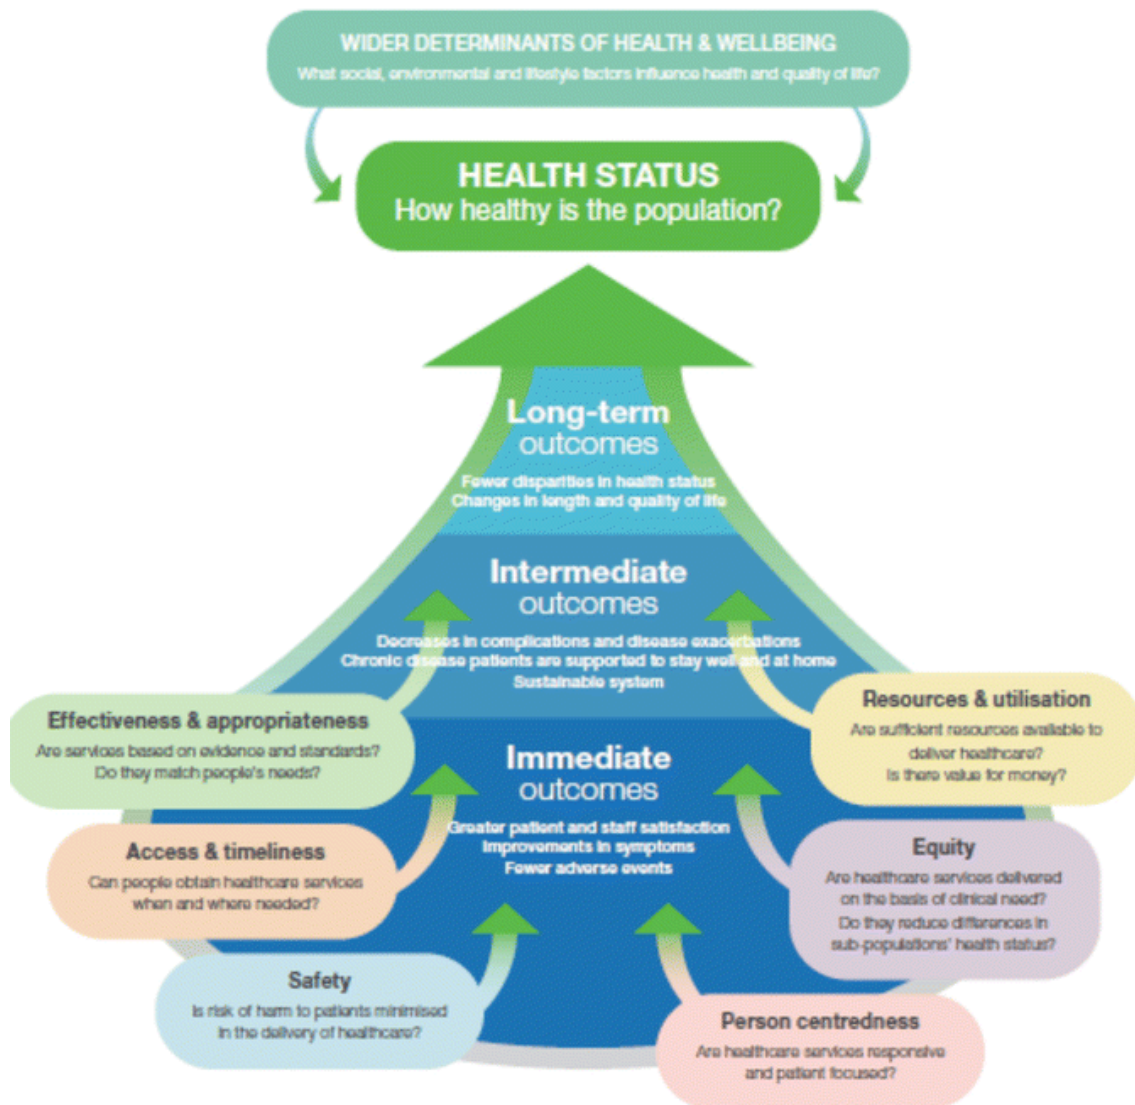 WIDER DETERMINANTS OF HEALTH & WELLBEING
What social, environmental and lifestyle factors influence health and quality of life?
HEALTH STATUS
How healthy is the population?
Long-term
outcomes
Fewer disparities in health status
Changes in length and quality of life
Intermediate
outcomes
Decreases in complications and disease exacerbations
Chronic disease patients are supported to stay well and at home
Sustainable system
Effectiveness & appropriateness
Are services based on evidence and standards?
Do they match people's needs?
Resources & utilisation
Are sufficient resources available to
deliver healthcare?
Is there value for money?
Immediate
outcomes
Greater patient and staff satisfaction
Improvements in symptoms
Fewer adverse events
Access & timeliness
Can people obtain healthcare services
when and where needed?
Equity
Are healthcare services delivered
on the basis of clinical need?
Do they reduce differences in
sub-populations' health status?
Safety
Is risk of harm to patients minimised
in the delivery of healthcare?
Person centredness
Are healthcare services responsive
and patient focused?